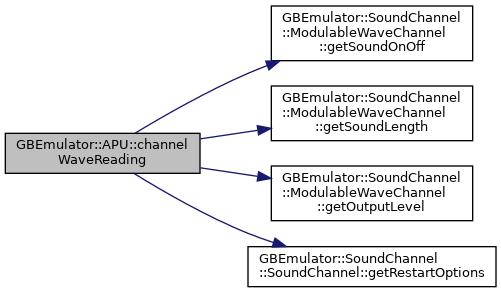 GBEmulator::SoundChannel
::ModulableWaveChannel
::getSoundOnOff
GBEmulator::SoundChannel
::ModulableWaveChannel
::getSoundLength
GBEmulator::APU::channel
WaveReading
GBEmulator::SoundChannel
::ModulableWaveChannel
::getOutputLevel
GBEmulator::SoundChannel
::SoundChannel::getRestartOptions